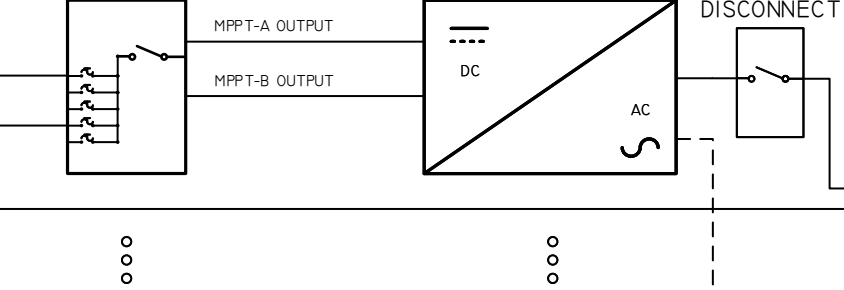 DISCONNECT
MPPT-A OUTPUT
MPPT-B OUTPUT
DC
AC